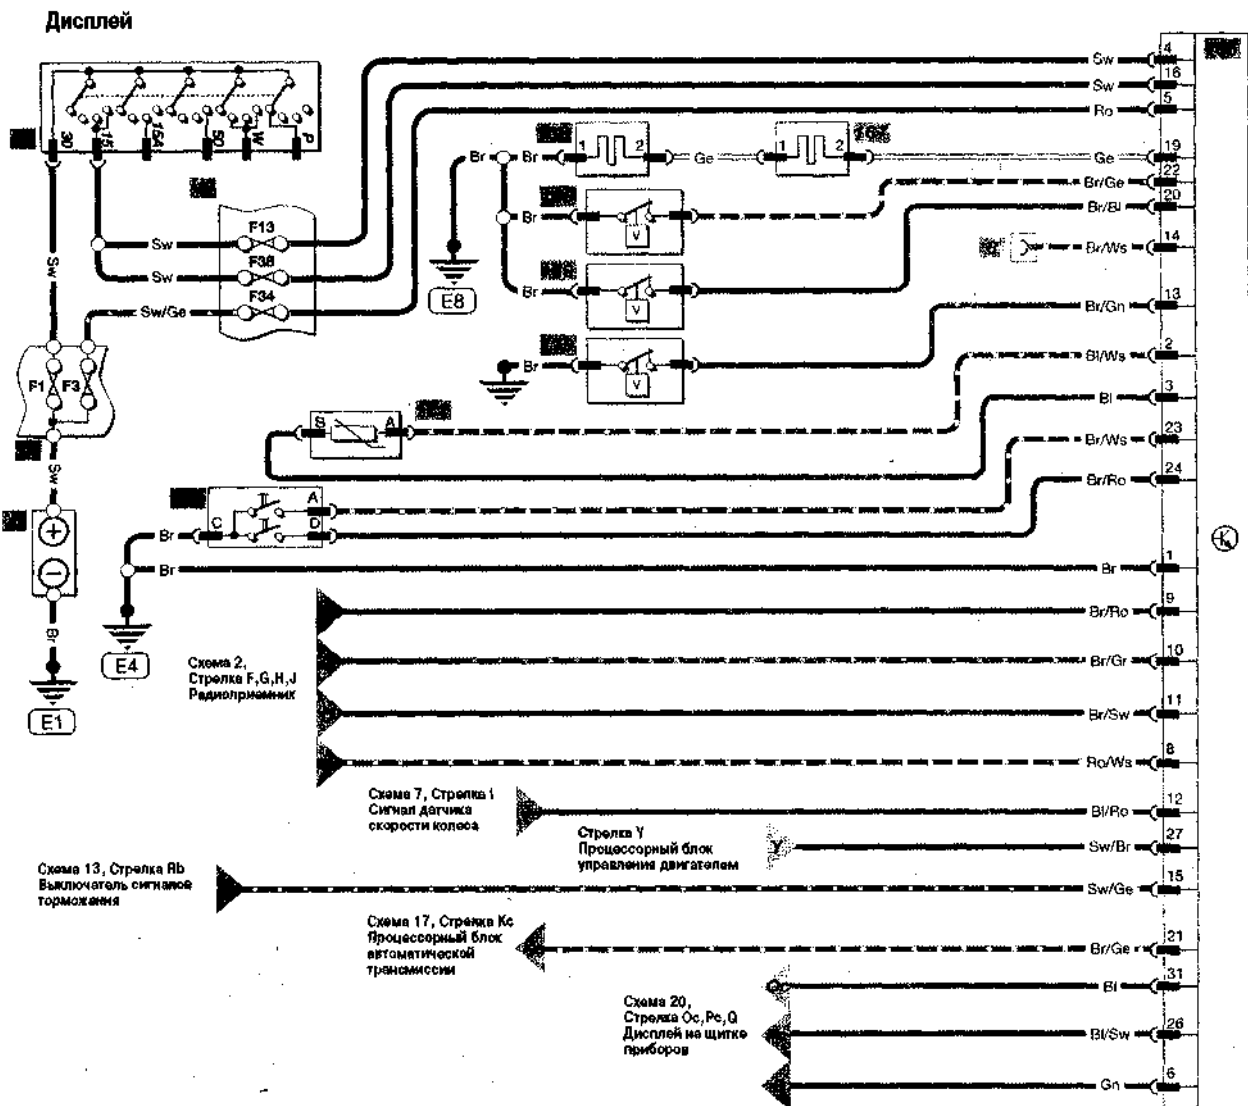 Дисплей
30
15
15A
50
W
P
Sw
4
Sw
16
Ro
5
Br
Br
1
2
Ge
1
2
Ge
19
Br/Ge
22
Br
V
Br/Bl
20
Br/Ws
14
F13
Sw
F38
Sw
F34
Sw/Ge
Sw
E8
Br
V
Br/Gn
13
Br
V
Bl/Ws
2
F1
F3
Bl
3
S
A
Br/Ws
23
Br/Ro
24
Sw
A
C
D
Br
+
−
Br
Br
1
K
Br
E4
E1
Br/Ro
9
Схема 2,
Стрелка F,G,H,J
Радиоприемник
Br/Gr
10
Br/Sw
11
Ro/Ws
8
Схема 7, Стрелка I
Сигнал датчика
скорости колеса
Bl/Ro
12
Стрелка Y
Процессорный блок
управления двигателем
Y
Sw/Br
27
Схема 13, Стрелка Rb
Выключатель сигналов
торможения
Sw/Ge
15
Схема 17, Стрелка Kc
Процессорный блок
автоматической
трансмиссии
Br/Ge
21
Схема 20,
Стрелка Oc,Pc,Q
Дисплей на щитке
приборов
Oc
Bl
31
Bl/Sw
26
Gn
6